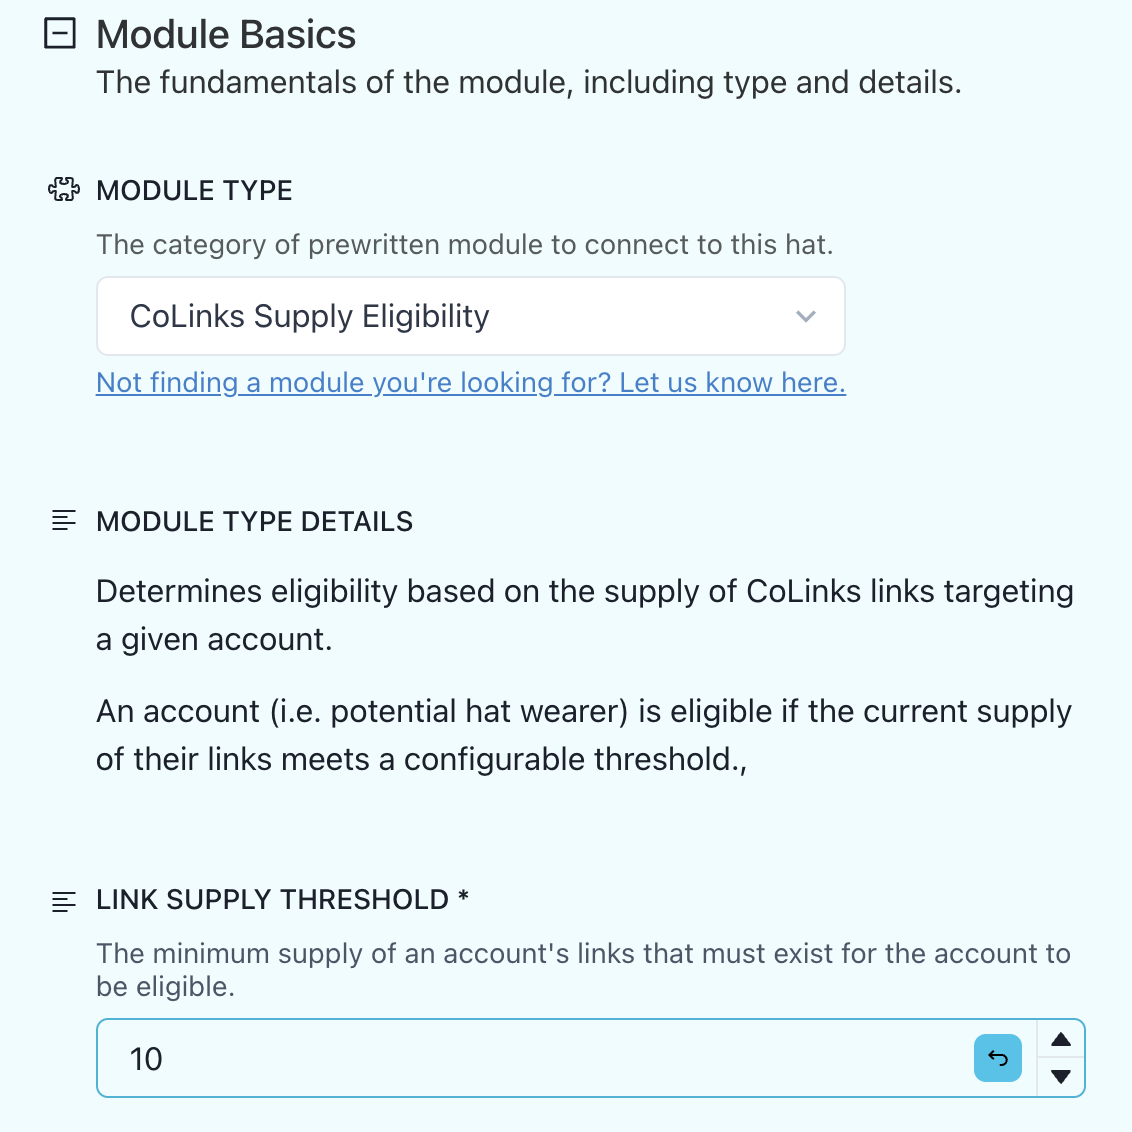 Module Basics
The fundamentals of the module, including type and details.
MODULE TYPE
The category of prewritten module to connect to this hat.
CoLinks Supply Eligibility
Not finding a module you're looking for? Let us know here.
MODULE TYPE DETAILS
Determines eligibility based on the supply of CoLinks links targeting
a given account.
An account (i.e. potential hat wearer) is eligible if the current supply
of their links meets a configurable threshold.,
LINK SUPPLY THRESHOLD *
The minimum supply of an account's links that must exist for the account to
be eligible.
10